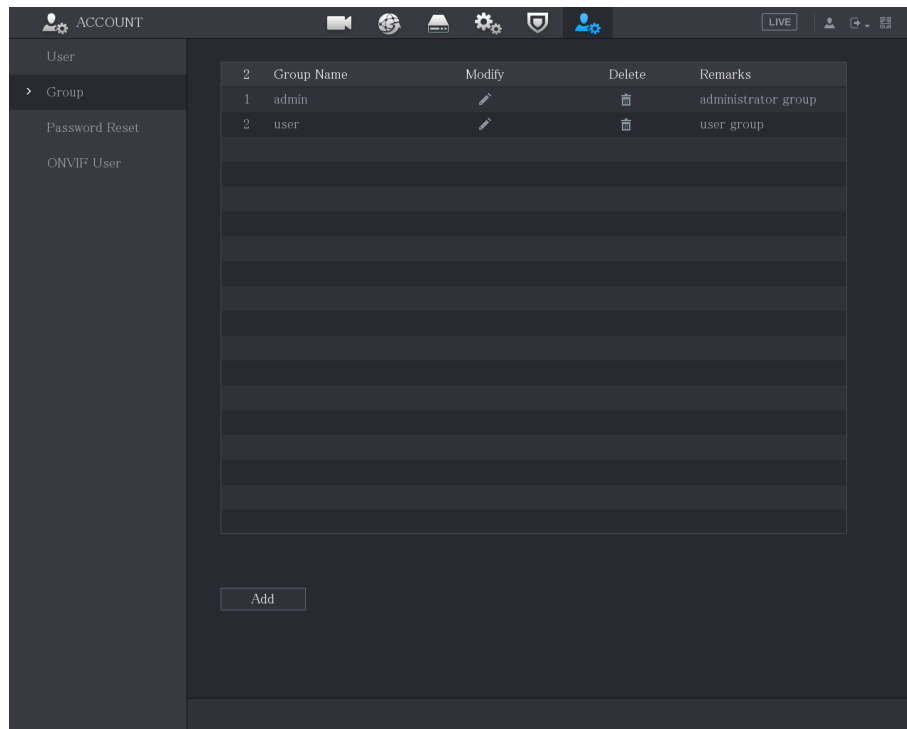 ACCOUNT
LIVE
User
Group
Password Reset
ONVIF User
2 Group Name Modify Delete Remarks
1 admin administrator group
2 user user group
Add